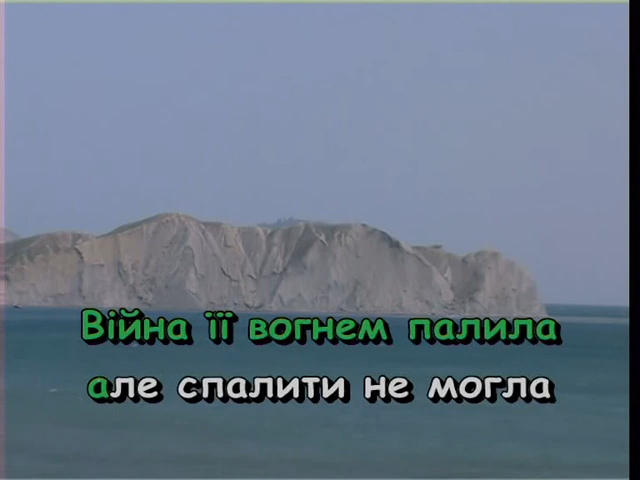 Війна її вогнем палила
але спалити не могла